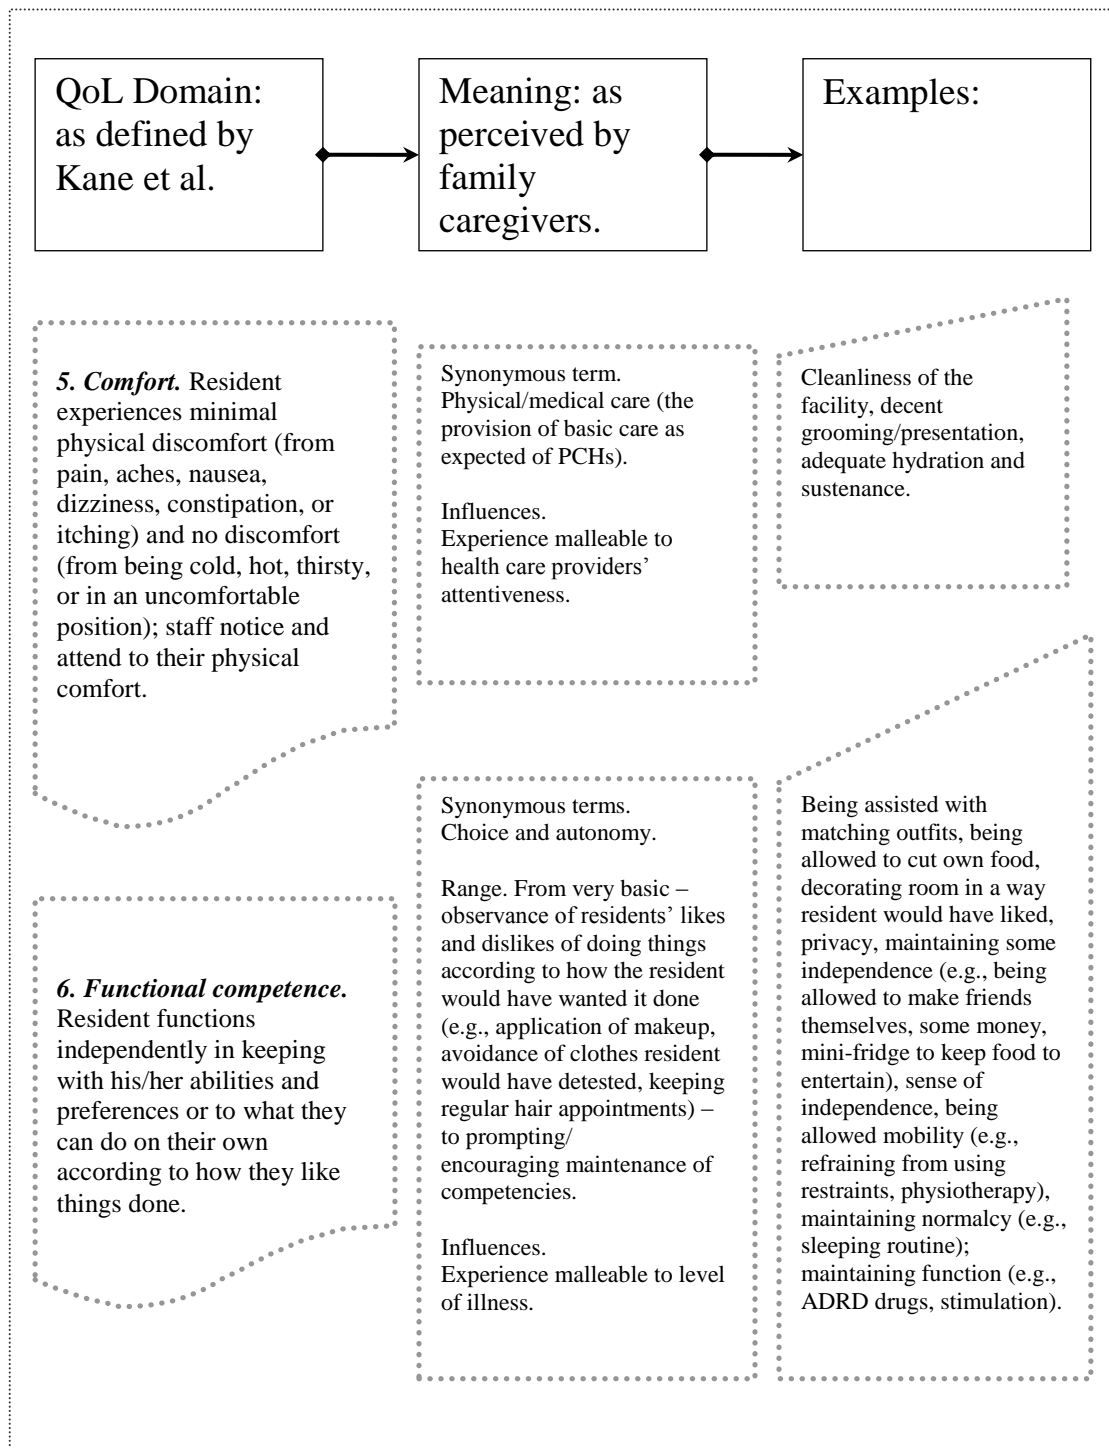 QoL Domain:
as defined by
Kane et al.
Meaning: as
perceived by
family
caregivers.
Examples:
5. Comfort. Resident
experiences minimal
physical discomfort (from
pain, aches, nausea,
dizziness, constipation, or
itching) and no discomfort
(from being cold, hot, thirsty,
or in an uncomfortable
position); staff notice and
attend to their physical
comfort.
Synonymous term.
Physical/medical care (the
provision of basic care as
expected of PCHs).
Influences.
Experience malleable to
health care providers’
attentiveness.
Cleanliness of the
facility, decent
grooming/presentation,
adequate hydration and
sustenance.
6. Functional competence.
Resident functions
independently in keeping
with his/her abilities and
preferences or to what they
can do on their own
according to how they like
things done.
Synonymous terms.
Choice and autonomy.
Range. From very basic –
observance of residents’ likes
and dislikes of doing things
according to how the resident
would have wanted it done
(e.g., application of makeup,
avoidance of clothes resident
would have detested, keeping
regular hair appointments) –
to prompting/
encouraging maintenance of
competencies.
Influences.
Experience malleable to level
of illness.
Being assisted with
matching outfits, being
allowed to cut own food,
decorating room in a way
resident would have liked,
privacy, maintaining some
independence (e.g., being
allowed to make friends
themselves, some money,
mini-fridge to keep food to
entertain), sense of
independence, being
allowed mobility (e.g.,
refraining from using
restraints, physiotherapy),
maintaining normalcy (e.g.,
sleeping routine);
maintaining function (e.g.,
ADRD drugs, stimulation).